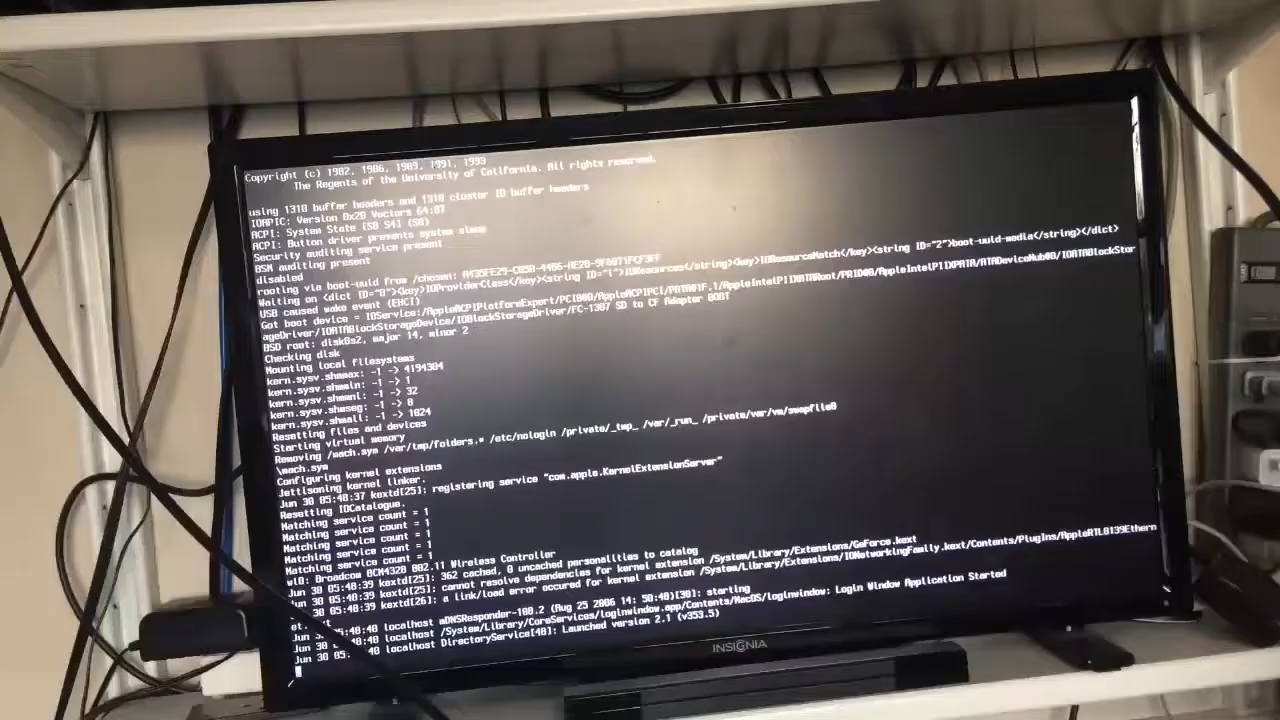 Copyright (c) 1982, 1986, 1989, 1991, 1993
The Regents of the University of California. All rights reserved.
using 1310 buffer headers and 1310 cluster IO buffer headers
IOAPIC: Version 0x20 Vectors 64:87
ACPI: System State [S0 S4] (S0)
ACPI: Button driver prevents system sleep
Security auditing service present
BSM auditing present
disabled
rooting via boot-uuid from /chosen:
Waiting on <dict ID="0"><key>IOProviderClass</key><string ID="1">IOResources</string><key>IOResourceMatch</key><string ID="2">boot-uuid-media</string></dict>
USB caused wake event (EHCI)
Got boot device = IOService:/AppleACPIPlatformExpert/PCI0@0/AppleACPIPCI/PATA@1F,1/AppleIntelPIIXATARoot/PRID@0/AppleIntelPIIXPATA/ATADeviceNub@0/IOATABlockStor
ageDriver/IOATABlockStorageDevice/IOBlockStorageDriver/FC-1307 SD to CF Adapter BOOT
BSD root: disk0s2, major 14, minor 2
Checking disk
Mounting local filesystems
kern.sysv.shmmax: -1 -> 4194304
kern.sysv.shmmin: -1 -> 1
kern.sysv.shmmni: -1 -> 32
kern.sysv.shmseg: -1 -> 8
kern.sysv.shmall: -1 -> 1024
Resetting files and devices
Starting virtual memory
Removing /mach.sym /var/tmp/folders.* /etc/nologin /private/_tmp_ /var/_run_ /private/var/vm/swapfile0
\mach.sym
Configuring kernel extensions
Jettisoning kernel linker.
Jun 30 05:48:37 kextd[25]: registering service "com.apple.KernelExtensionServer"
Resetting IOCatalogue.
Matching service count = 1
Matching service count = 1
Matching service count = 1
Matching service count = 1
Matching service count = 1
wl0: Broadcom BCM4328 802.11 Wireless Controller
Jun 30 05:48:39 kextd[25]: 362 cached, 0 uncached personalities to catalog
Jun 30 05:48:39 kextd[25]: cannot resolve dependencies for kernel extension /System/Library/Extensions/GeForce.kext
Jun 30 05:48:39 kextd[26]: a link/load error occured for kernel extension /System/Library/Extensions/IONetworkingFamily.kext/Contents/PlugIns/AppleRTL8139Ethern
Jun 30 05:48:40 localhost mDNSResponder-108.2 (Aug 25 2006 14: 50:40)[30]: starting
Jun 30 :48:40 localhost /System/Library/CoreServices/loginwindow.app/Contents/MacOS/loginwindow: Login Window Application Started
Jun 30 05: :40 localhost DirectoryService[40]: Launched version 2.1 (v353.5)
INSIGNIA